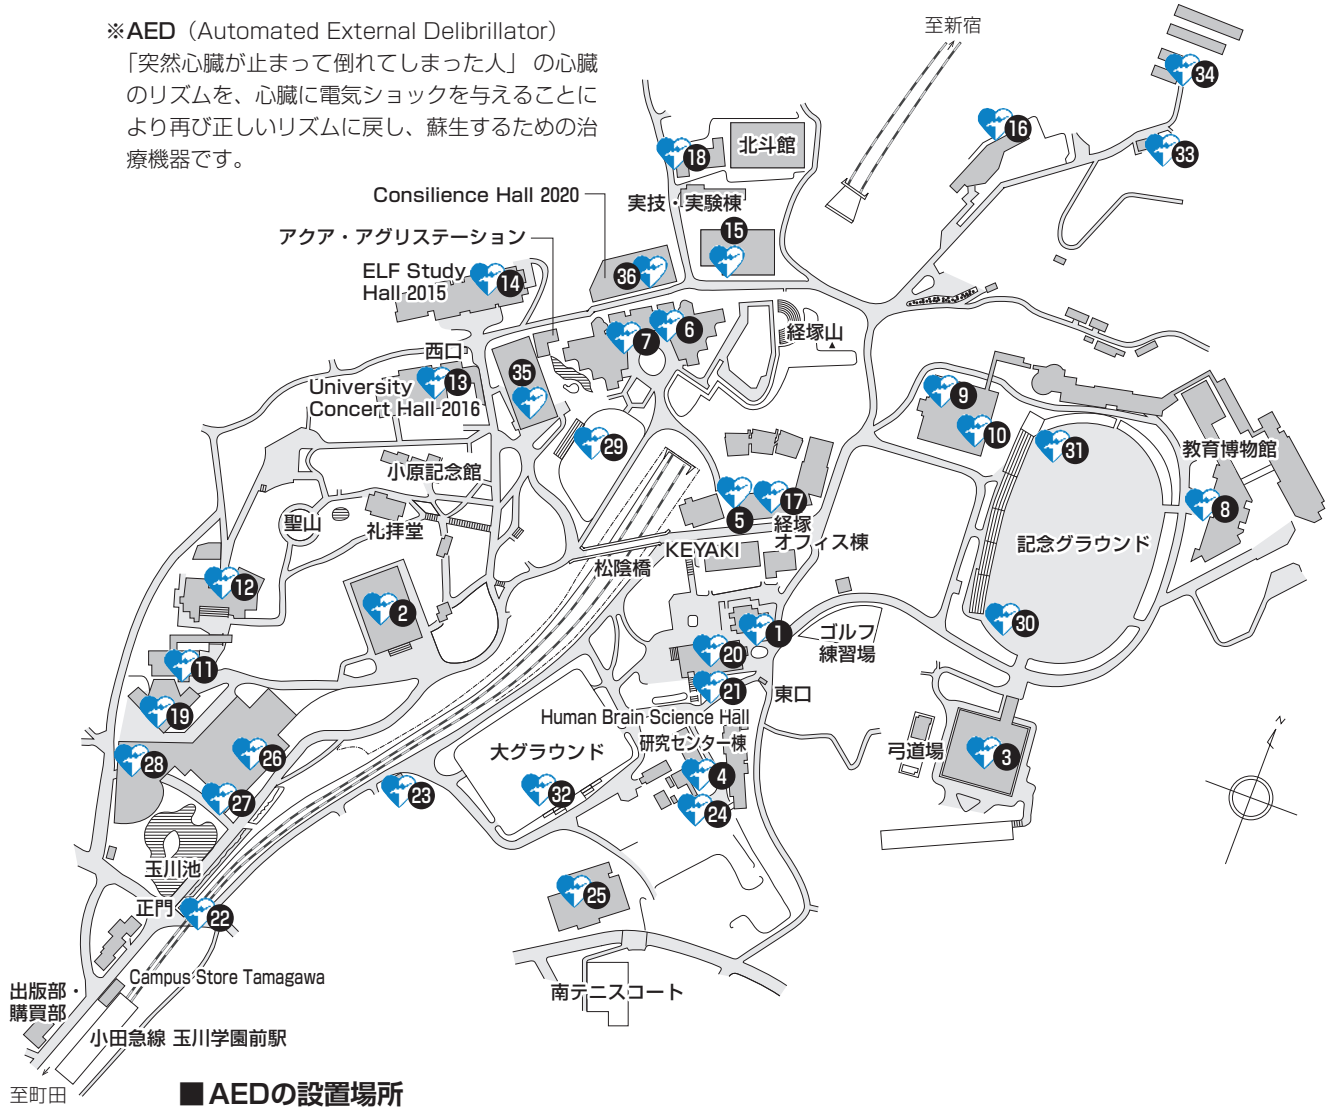 ※AED（Automated External Delibrillator）
「突然心臓が止まって倒れてしまった人」 の心臓
のリズムを、心臓に電気ショックを与えることに
より再び正しいリズムに戻し、蘇生するための治
療機器です。
至新宿
34
16
33
18
北斗館
Consilience Hall 2020
実技・実験棟
15
アクア・アグリステーション
ELF Study
Hall 2015
14
36
7
6
経塚山
西口
13
University
Concert Hall 2016
35
9
10
29
31
教育博物館
小原記念館
17
5
8
聖山
礼拝堂
経塚
オフィス棟
KEYAKI
記念グラウンド
松陰橋
12
2
1
30
ゴルフ
練習場
20
11
21
東口
19
Human Brain Science Hall
研究センター棟
大グラウンド
弓道場
3
28
26
4
23
32
27
24
N
玉川池
25
正門
22
Campus Store Tamagawa
出版部・
購買部
南テニスコート
小田急線 玉川学園前駅
至町田
■ AEDの設置場所